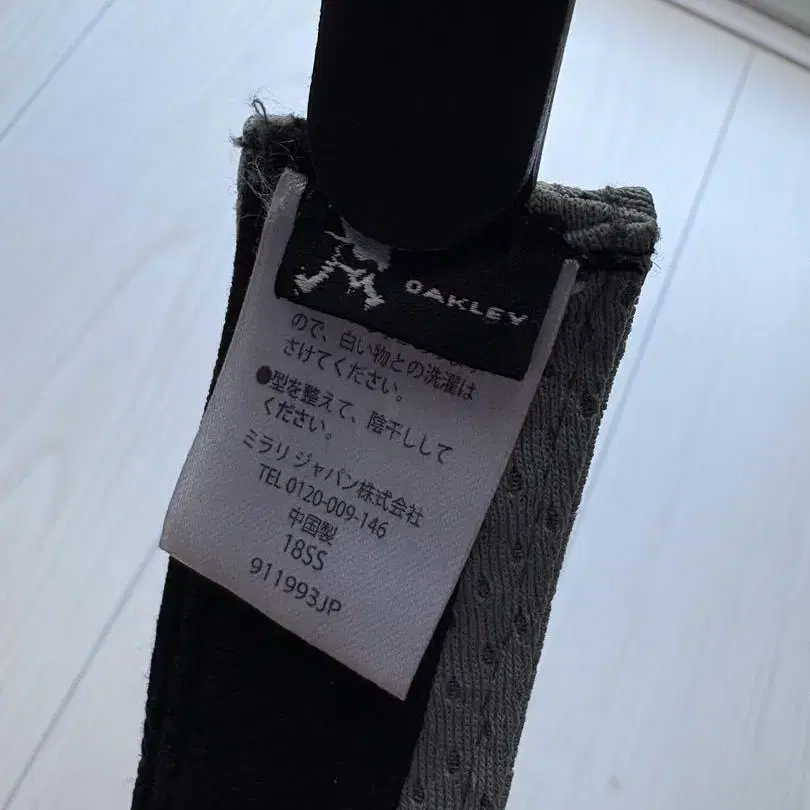 OAKLEY
ので、白い物との洗濯は
さけてください。
●型を整えて、陰干しして
ください。
ミラリ ジャパン株式会社
TEL 0120-009-146
中国製
185S
911993JP